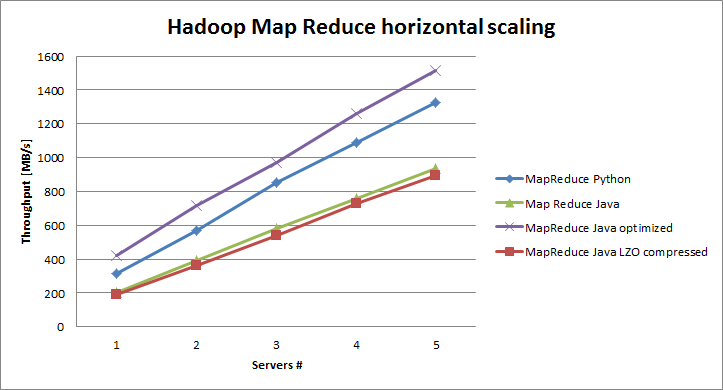 Hadoop Map Reduce horizontal scaling
Throughput [MB/s]
1600
1400
1200
1000
800
600
400
200
0
1 2 3 4 5
Servers #
MapReduce Python
Map Reduce Java
MapReduce Java optimized
MapReduce Java LZO compressed